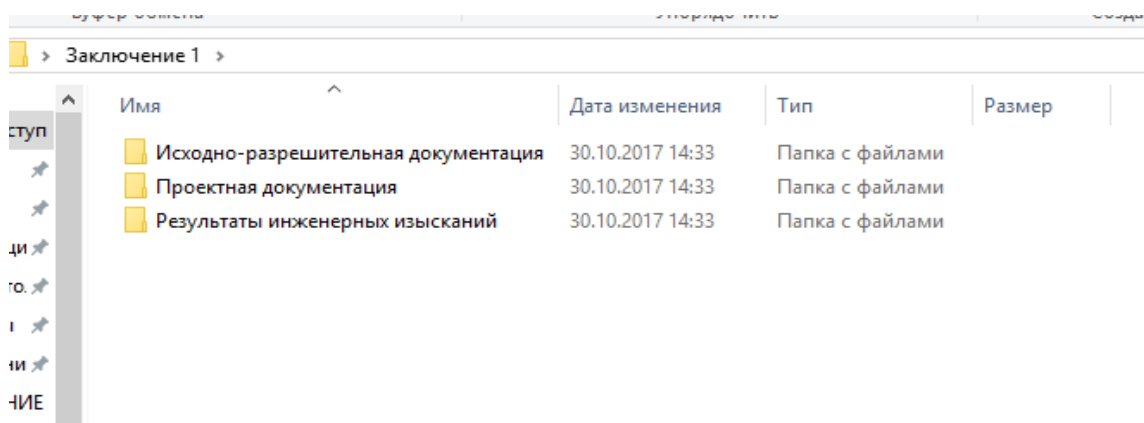 Заключение 1
Имя Дата изменения Тип Размер
Исходно-разрешительная документация 30.10.2017 14:33 Папка с файлами
Проектная документация 30.10.2017 14:33 Папка с файлами
Результаты инженерных изысканий 30.10.2017 14:33 Папка с файлами